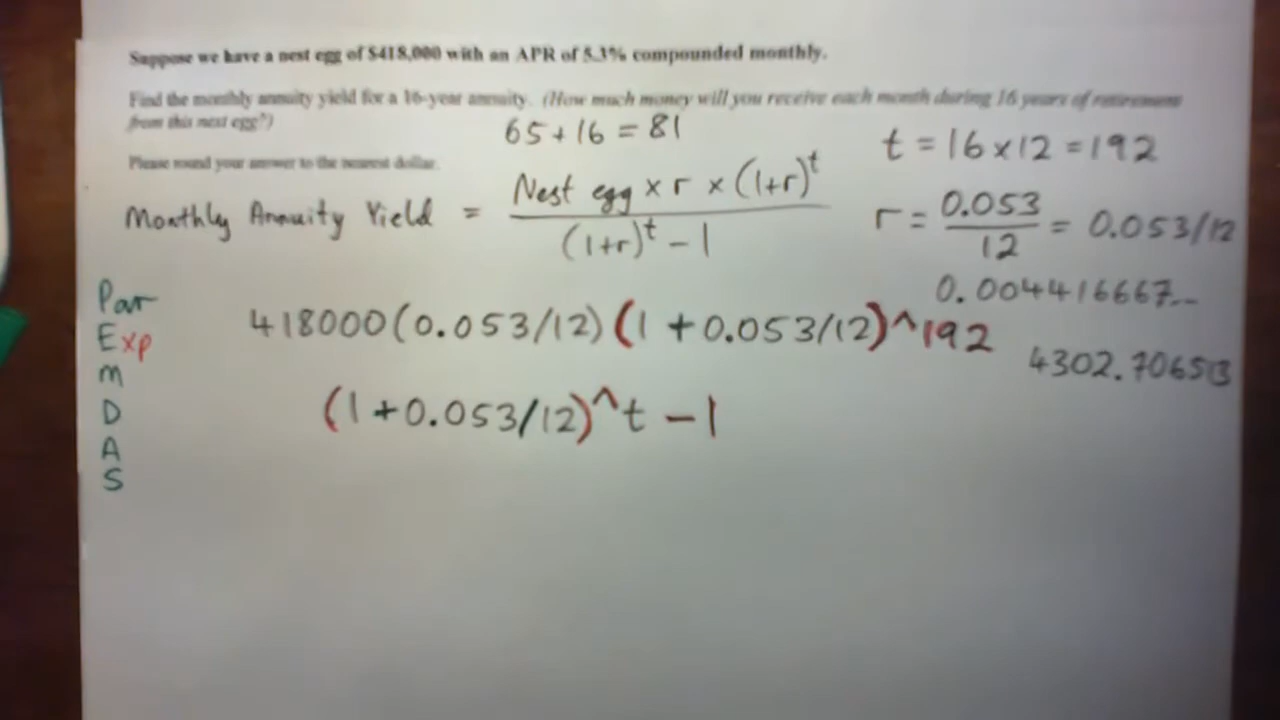 Suppose we have a nest egg of $418,000 with an APR of 5.3% compounded monthly.
Find the monthly annuity yield for a 16-year annuity. (How much money will you receive each month during 16 years of retirement
from this nest egg?)
65 + 16 = 81
t = 16 x 12 = 192
Please round your answer to the nearest dollar.
Monthly Annuity Yield = Nest egg x r x (1+r)^t
(1+r)^t - 1
r = 0.053 / 12 = 0.053/12
0.004416667...
Par
Exp
M
D
A
S
418000(0.053/12)(1 + 0.053/12)^192
4302.70658
(1+0.053/12)^t - 1